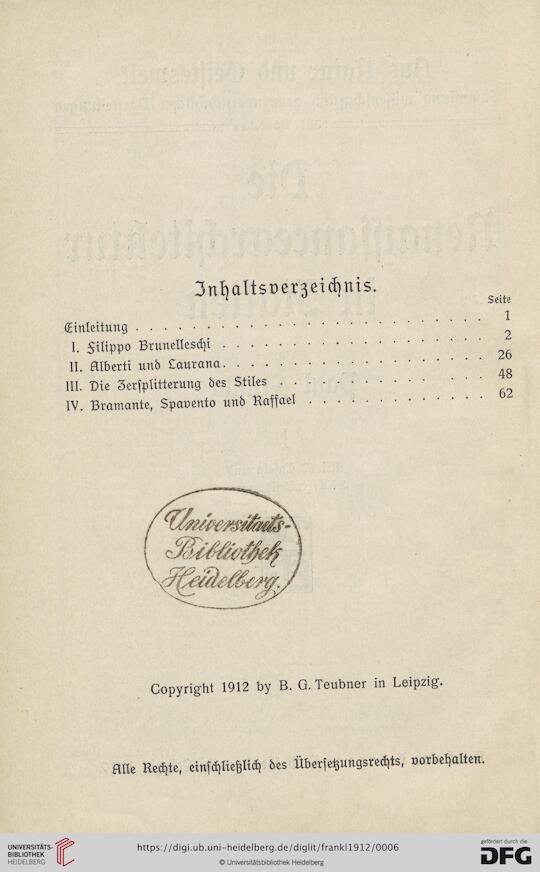 Inhaltsverzeichnis.
Seite
Einleitung . . . . . . . . . . . . . . . . . . . . . . . . 1
I. Filippo Brunelleschi . . . . . . . . . . . . . . . . . . 2
II. Alberti und Laurana. . . . . . . . . . . . . . . . . . 26
III. Die Zersplitterung des Stiles . . . . . . . . . . . . . . 48
IV. Bramante, Spavento und Raffael . . . . . . . . . . . . 62
Universitaets-
Bibliothek
Heidelberg.
Copyright 1912 by B. G. Teubner in Leipzig.
Alle Rechte, einschließlich des Übersetzungsrechts, vorbehalten.
UNIVERSITÄTS-
BIBLIOTHEK
HEIDELBERG
https://digi.ub.uni-heidelberg.de/diglit/frankl1912/0006
© Universitätsbibliothek Heidelberg
gefördert durch die
DFG